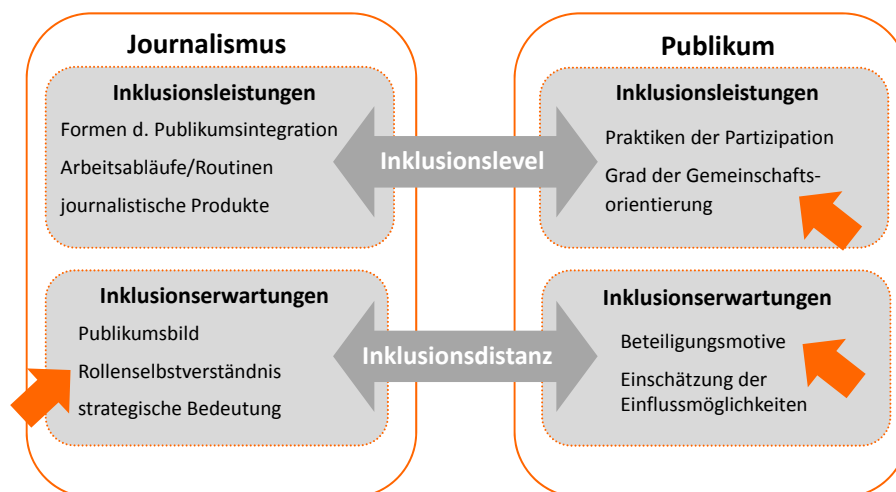 Journalismus
Inklusionsleistungen
Formen d. Publikumsintegration
Arbeitsabläufe/Routinen
journalistische Produkte
Inklusionslevel
Publikum
Inklusionsleistungen
Praktiken der Partizipation
Grad der Gemeinschafts-
orientierung
Inklusionserwartungen
Publikumsbild
Rollenselbstverständnis
strategische Bedeutung
Inklusionsdistanz
Inklusionserwartungen
Beteiligungsmotive
Einschätzung der
Einflussmöglichkeiten